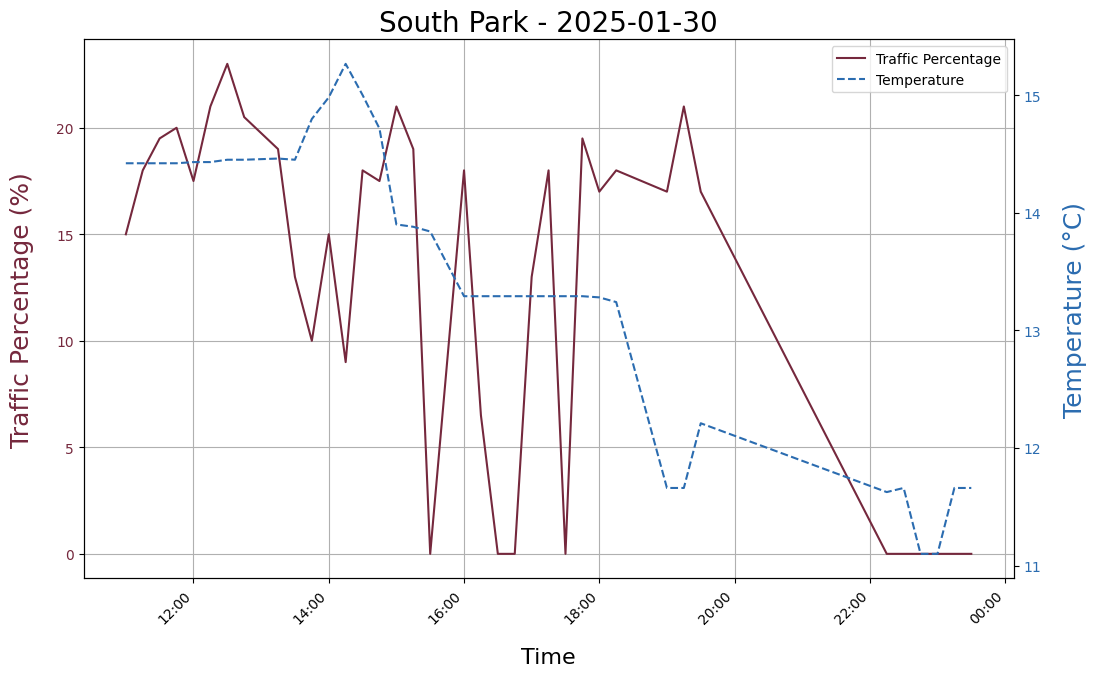 South Park - 2025-01-30
Traffic Percentage
Temperature
Traffic Percentage (%)
20
15
10
5
0
15
14
13
12
11
Temperature (°C)
12:00
14:00
16:00
18:00
20:00
22:00
00:00
Time